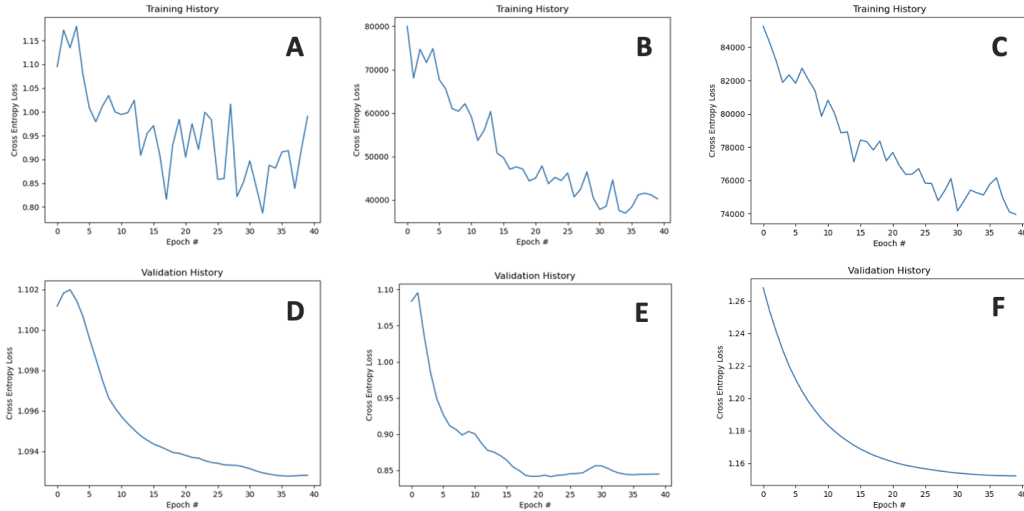 Training History
A
Cross Entropy Loss
1.15
1.10
1.05
1.00
0.95
0.90
0.85
0.80
0 5 10 15 20 25 30 35 40
Epoch #
Training History
B
Cross Entropy Loss
80000
70000
60000
50000
40000
0 5 10 15 20 25 30 35 40
Epoch #
Training History
C
Cross Entropy Loss
84000
82000
80000
78000
76000
74000
0 5 10 15 20 25 30 35 40
Epoch #
Validation History
D
Cross Entropy Loss
1.102
1.100
1.098
1.096
1.094
0 5 10 15 20 25 30 35 40
Epoch #
Validation History
E
Cross Entropy Loss
1.10
1.05
1.00
0.95
0.90
0.85
0 5 10 15 20 25 30 35 40
Epoch #
Validation History
F
Cross Entropy Loss
1.26
1.24
1.22
1.20
1.18
1.16
0 5 10 15 20 25 30 35 40
Epoch #